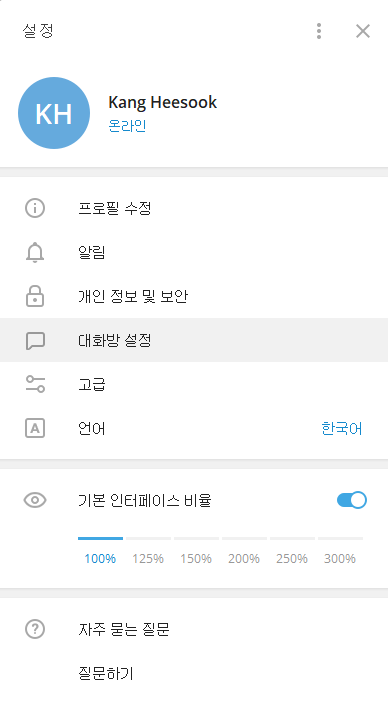 설정
KH
Kang Heesook
온라인
프로필 수정
알림
개인 정보 및 보안
대화방 설정
고급
A
언어
한국어
기본 인터페이스 비율
100% 125% 150% 200% 250% 300%
?
자주 묻는 질문
질문하기